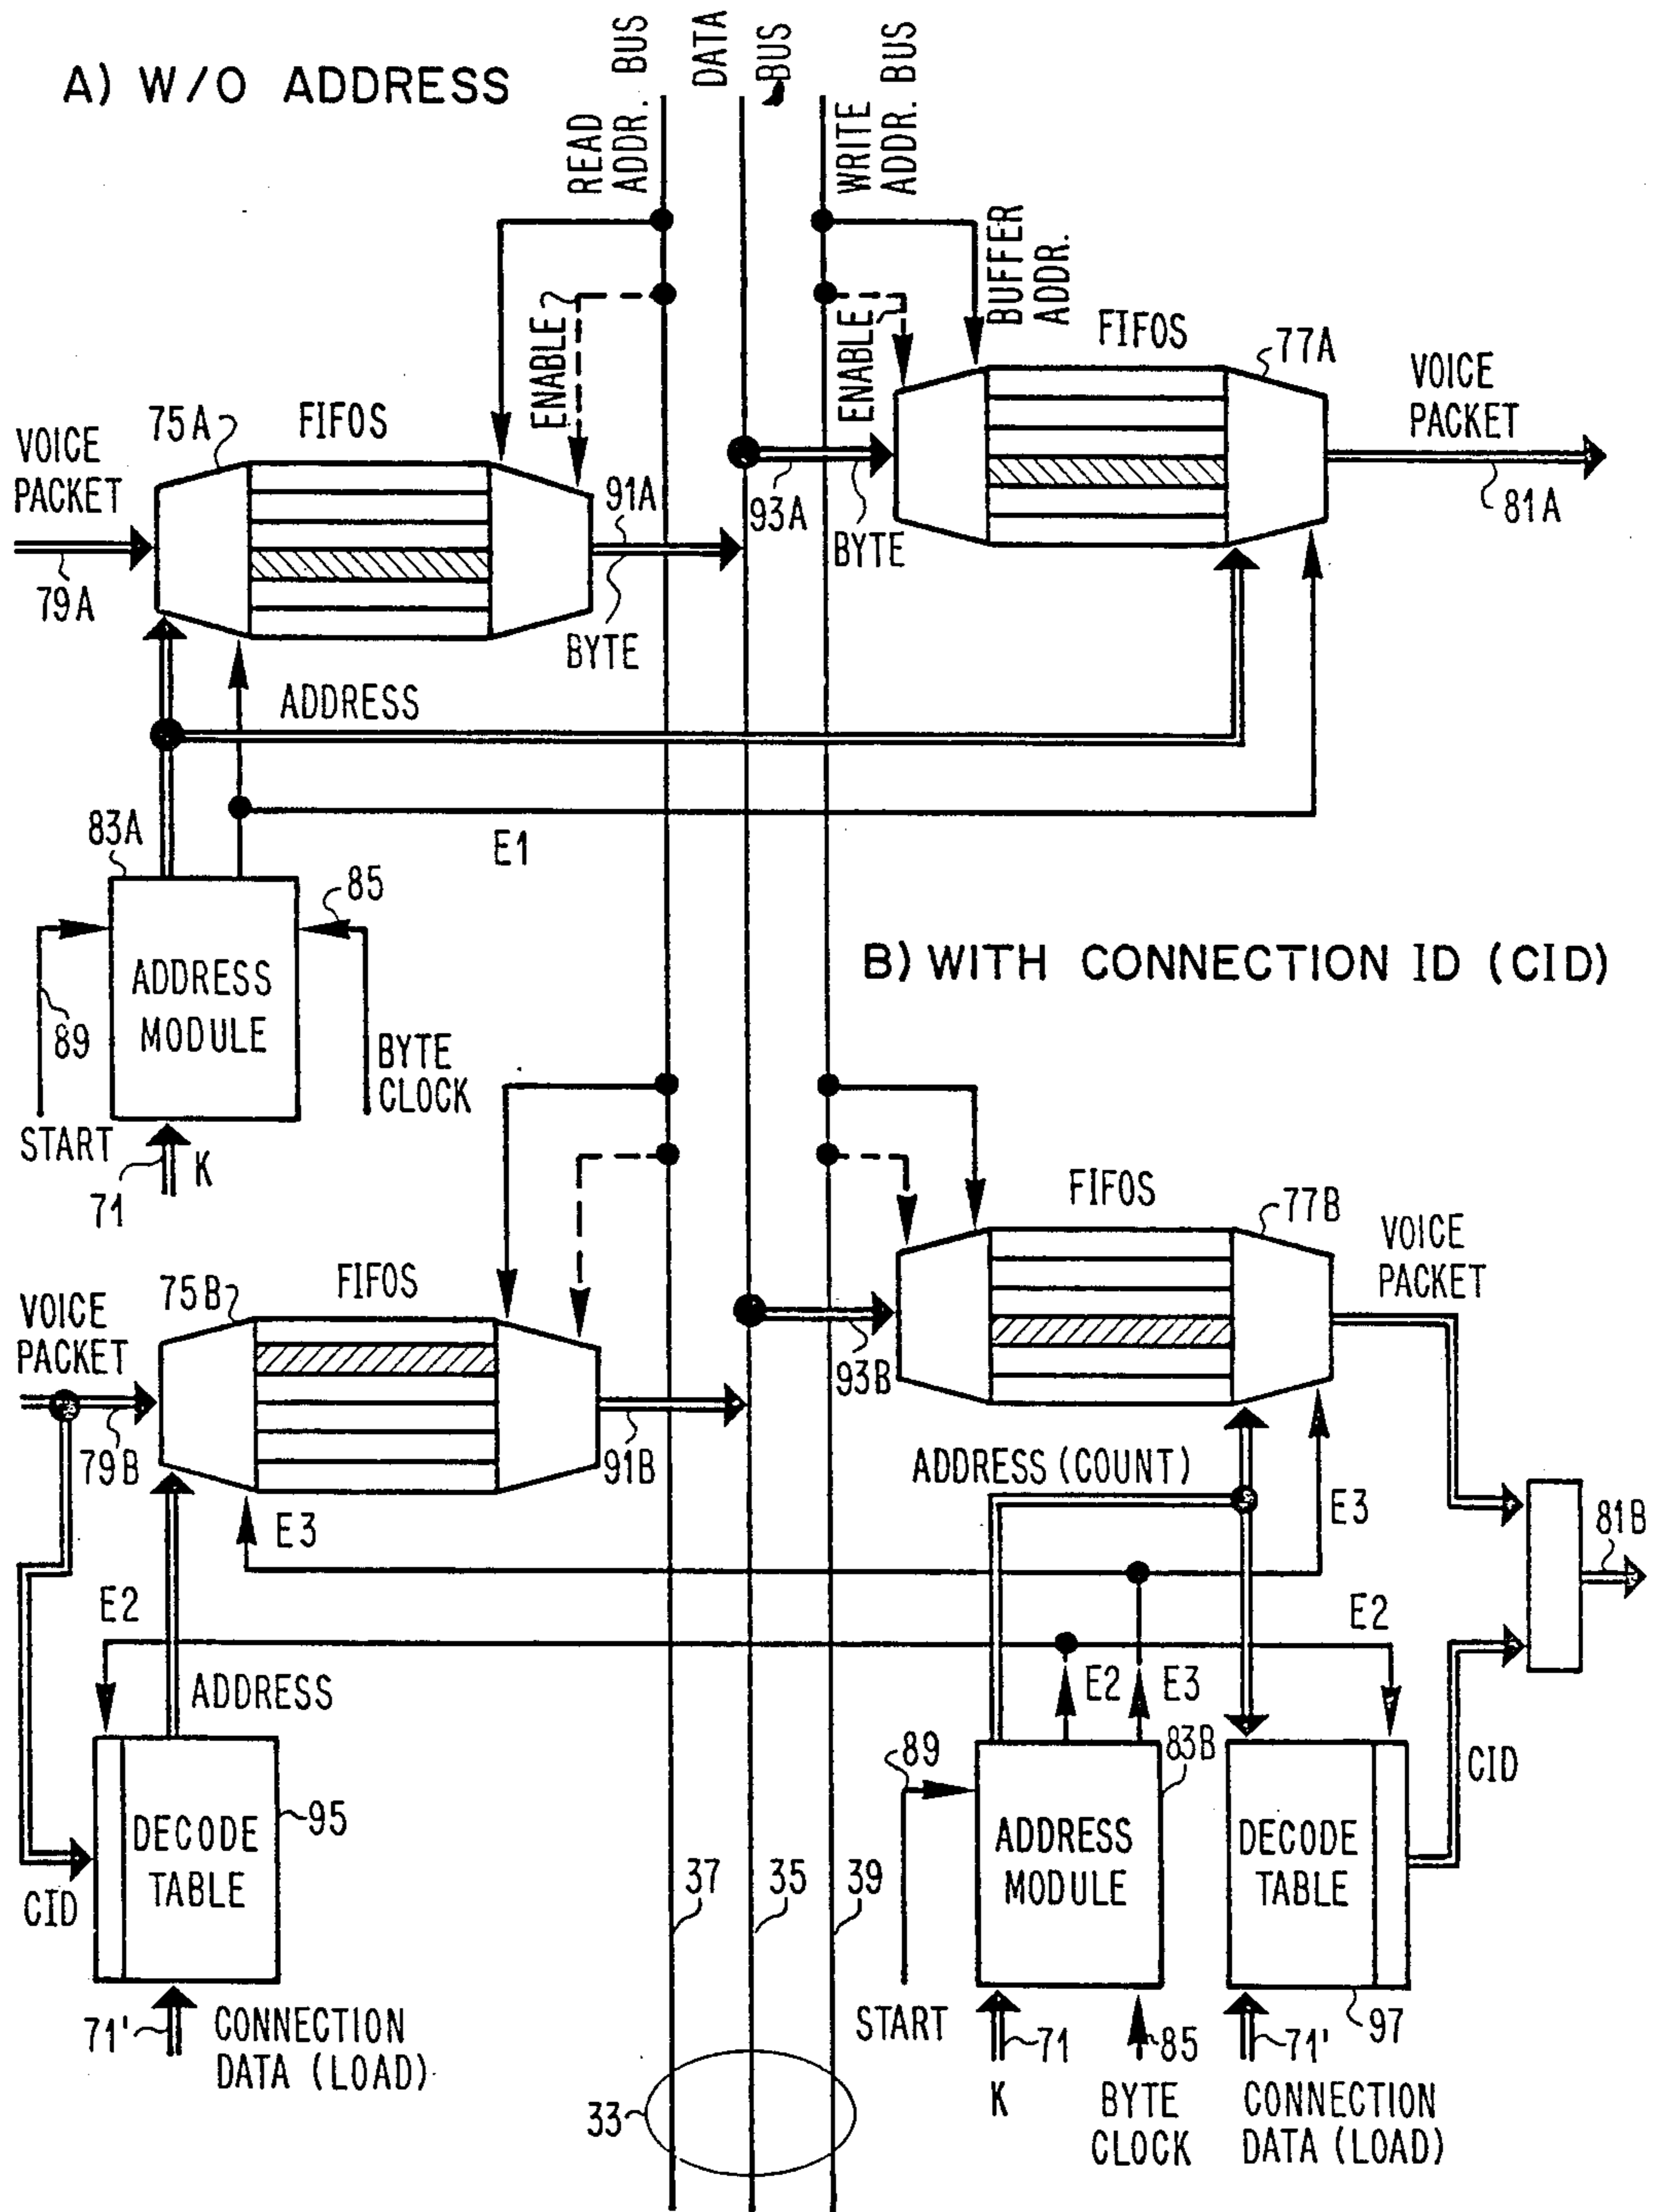 A) W/O ADDRESS
READ
ADDR. BUS
DATA
BUS
WRITE
ADDR. BUS
ENABLE
ENABLE
BUFFER
ADDR.
FIFOS
77A
VOICE
PACKET
81A
VOICE
PACKET
75A
FIFOS
79A
91A
BYTE
93A
BYTE
ADDRESS
E1
83A
85
ADDRESS
MODULE
89
START
BYTE
CLOCK
71
K
B) WITH CONNECTION ID (CID)
VOICE
PACKET
75B
FIFOS
79B
91B
93B
FIFOS
77B
VOICE
PACKET
ADDRESS (COUNT)
E3
E3
81B
E2
E2
E2
E3
ADDRESS
83B
89
DECODE
TABLE
95
CID
37
35
39
ADDRESS
MODULE
DECODE
TABLE
CID
71'
CONNECTION
DATA (LOAD)
START
71
K
85
BYTE
CLOCK
71'
97
CONNECTION
DATA (LOAD)
33